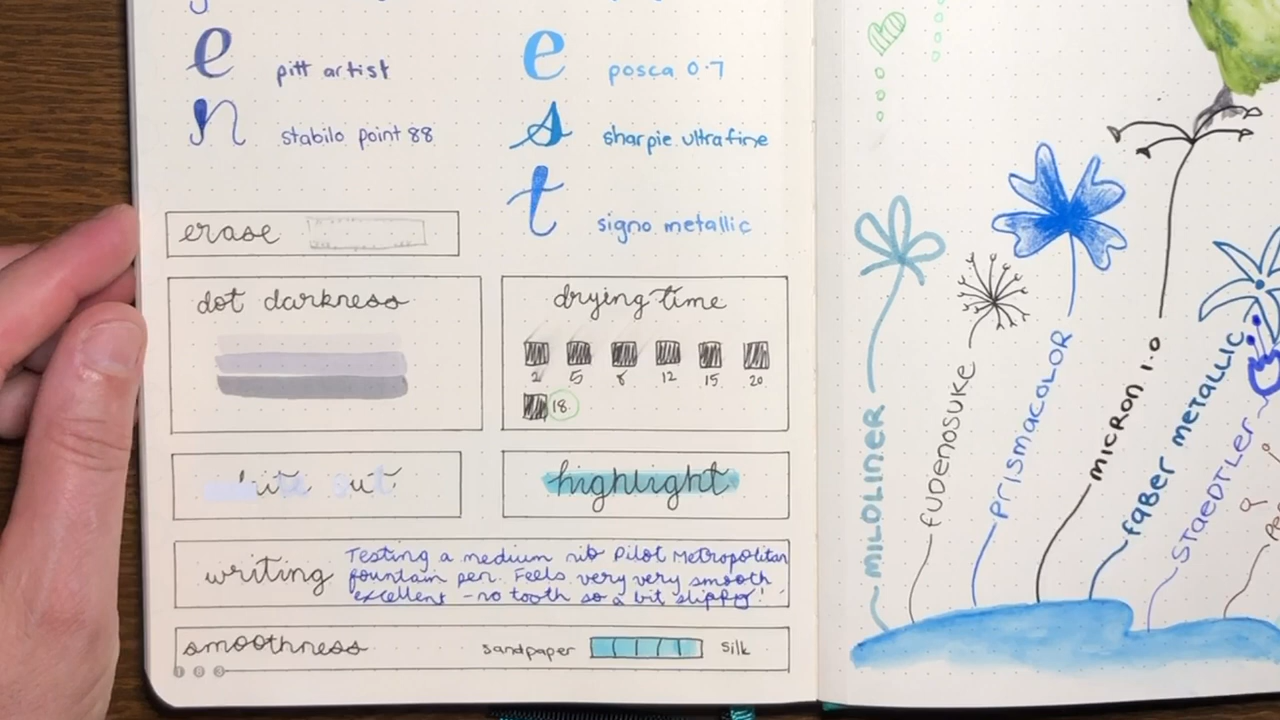 e pitt artist
n stabilo point 88
e posca 0.7
s sharpie ultrafine
t signo metallic
erase
dot darkness
drying time
2 5 8 12 15 20
18.
highlight
writing
Testing a medium nib Pilot Metropolitan
fountain pen. Feels very very smooth
excellent - no tooth so a bit slippy!
smoothness
sandpaper silk
183
MILDLINER
FUDENOSUKE
PRISMACOLOR
MICRON 1.0
FABER METALLIC
STAEDTLER